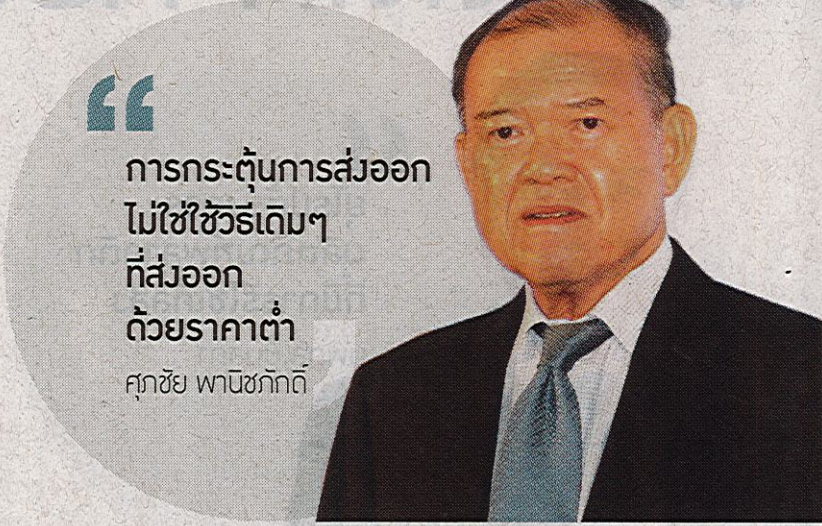 “
การกระตุ้นการส่งออก
ไม่ใช่ใช้วิธีเดิมๆ
ที่ส่งออก
ด้วยราคาต่ำ
ศุภชัย พานิชภักดิ์